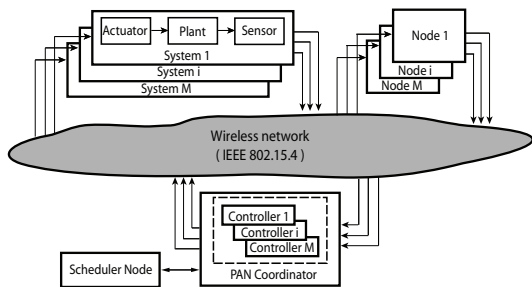 Actuator
Plant
Sensor
System 1
System i
System M
Node 1
Node i
Node M
Wireless network
( IEEE 802.15.4 )
Controller 1
Controller i
Controller M
Scheduler Node
PAN Coordinator